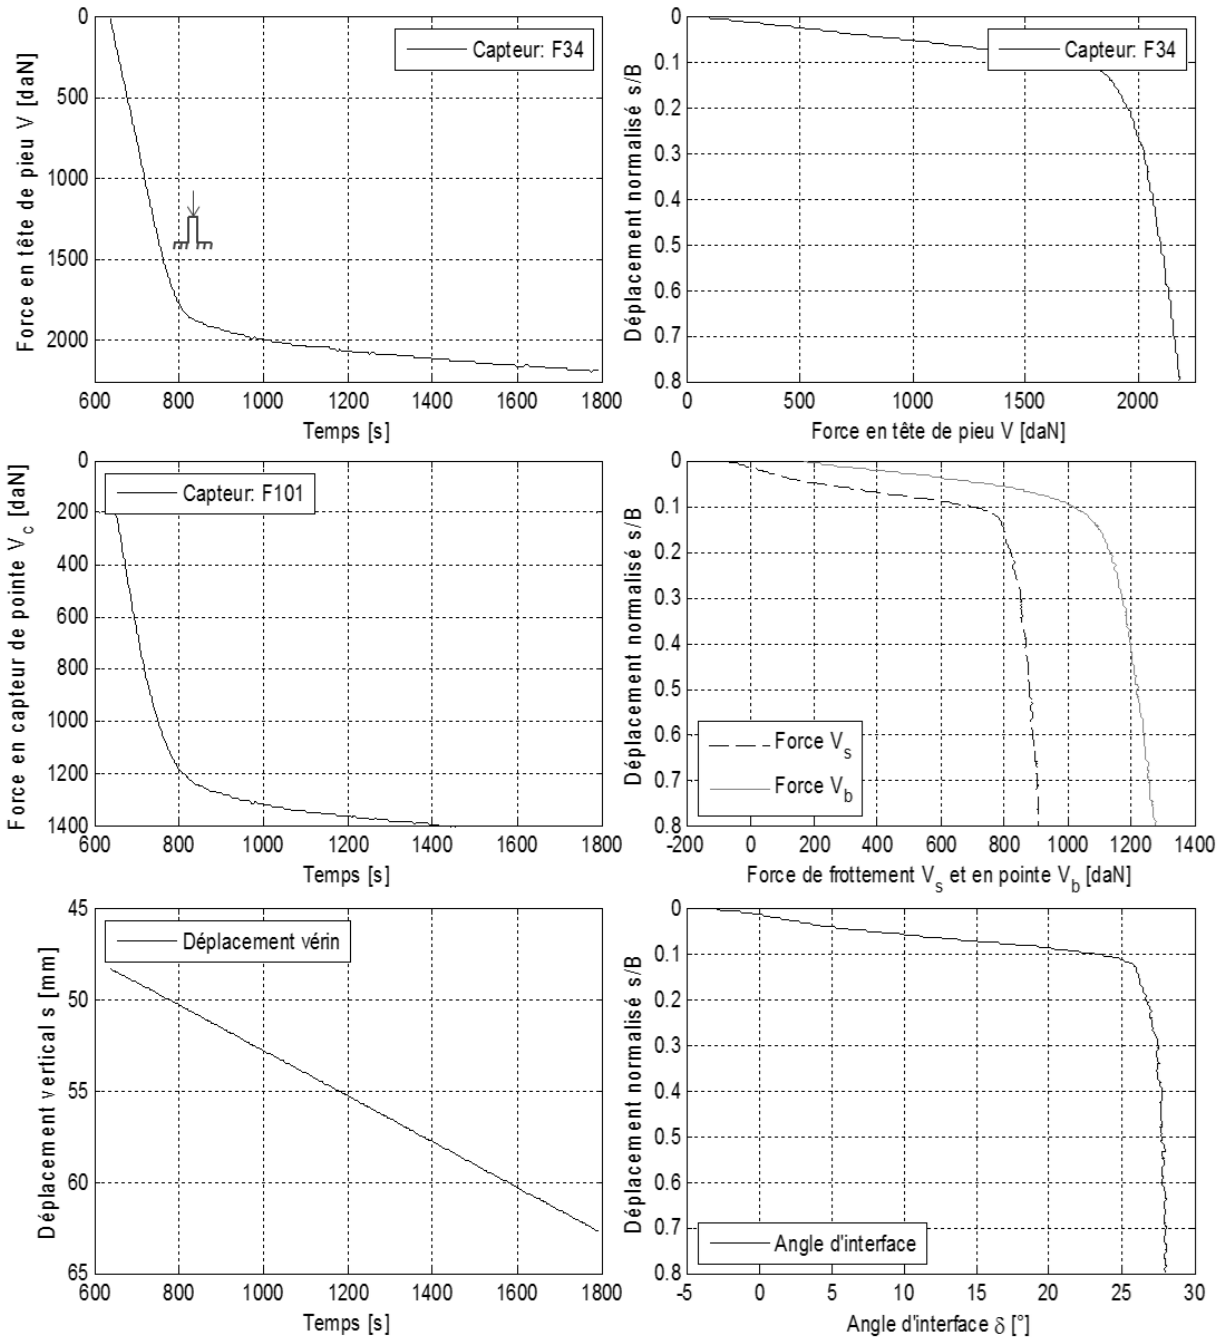 0
500
1000
1500
2000
600 800 1000 1200 1400 1600 1800
Temps [s]
Force en tête de pieu V [daN]
Capteur: F34
0
0.1
0.2
0.3
0.4
0.5
0.6
0.7
0.8
0 500 1000 1500 2000
Force en tête de pieu V [daN]
Déplacement normalisé s/B
Capteur: F34
0
200
400
600
800
1000
1200
1400
600 800 1000 1200 1400 1600 1800
Temps [s]
Force en capteur de pointe Vc [daN]
Capteur: F101
0
0.1
0.2
0.3
0.4
0.5
0.6
0.7
0.8
-200 0 200 400 600 800 1000 1200 1400
Force de frottement Vs et en pointe Vb [daN]
Déplacement normalisé s/B
Force Vs
Force Vb
45
50
55
60
65
600 800 1000 1200 1400 1600 1800
Temps [s]
Déplacement vertical s [mm]
Déplacement vérin
0
0.1
0.2
0.3
0.4
0.5
0.6
0.7
0.8
-5 0 5 10 15 20 25 30
Angle d'interface δ [°]
Déplacement normalisé s/B
Angle d'interface